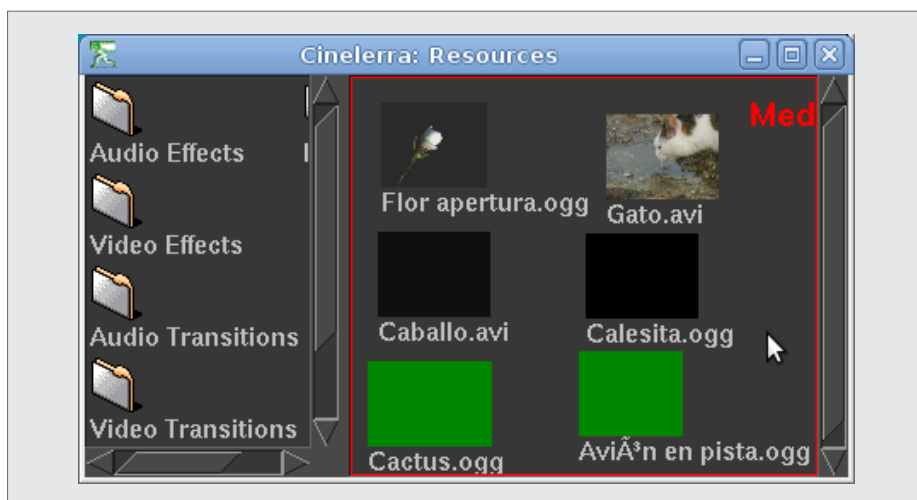 Cinelerra: Resources
Audio Effects
Video Effects
Audio Transitions
Video Transitions
Med
Flor apertura.ogg
Gato.avi
Caballo.avi
Calesita.ogg
Cactus.ogg
AviÃ³n en pista.ogg